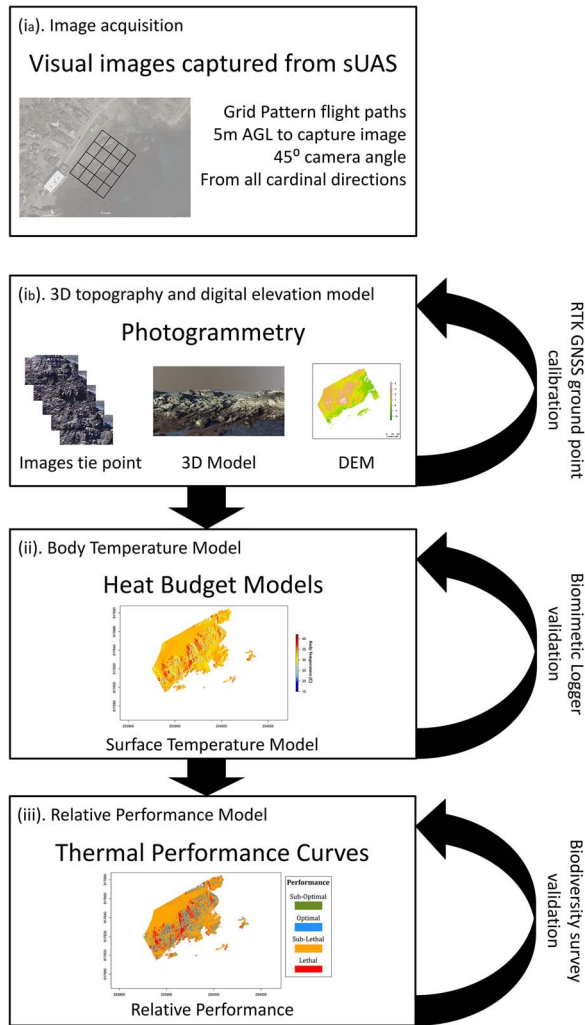 (ia). Image acquisition
Visual images captured from sUAS
Grid Pattern flight paths
5m AGL to capture image
45⁰ camera angle
From all cardinal directions
(ib). 3D topography and digital elevation model
Photogrammetry
Images tie point
3D Model
DEM
RTK GNSS ground point
calibration
(ii). Body Temperature Model
Heat Budget Models
Body Temperature (C)
Surface Temperature Model
Biomimetic Logger
validation
(iii). Relative Performance Model
Thermal Performance Curves
Performance
Sub-Optimal
Optimal
Sub-Lethal
Lethal
Relative Performance
Biodiversity survey
validation